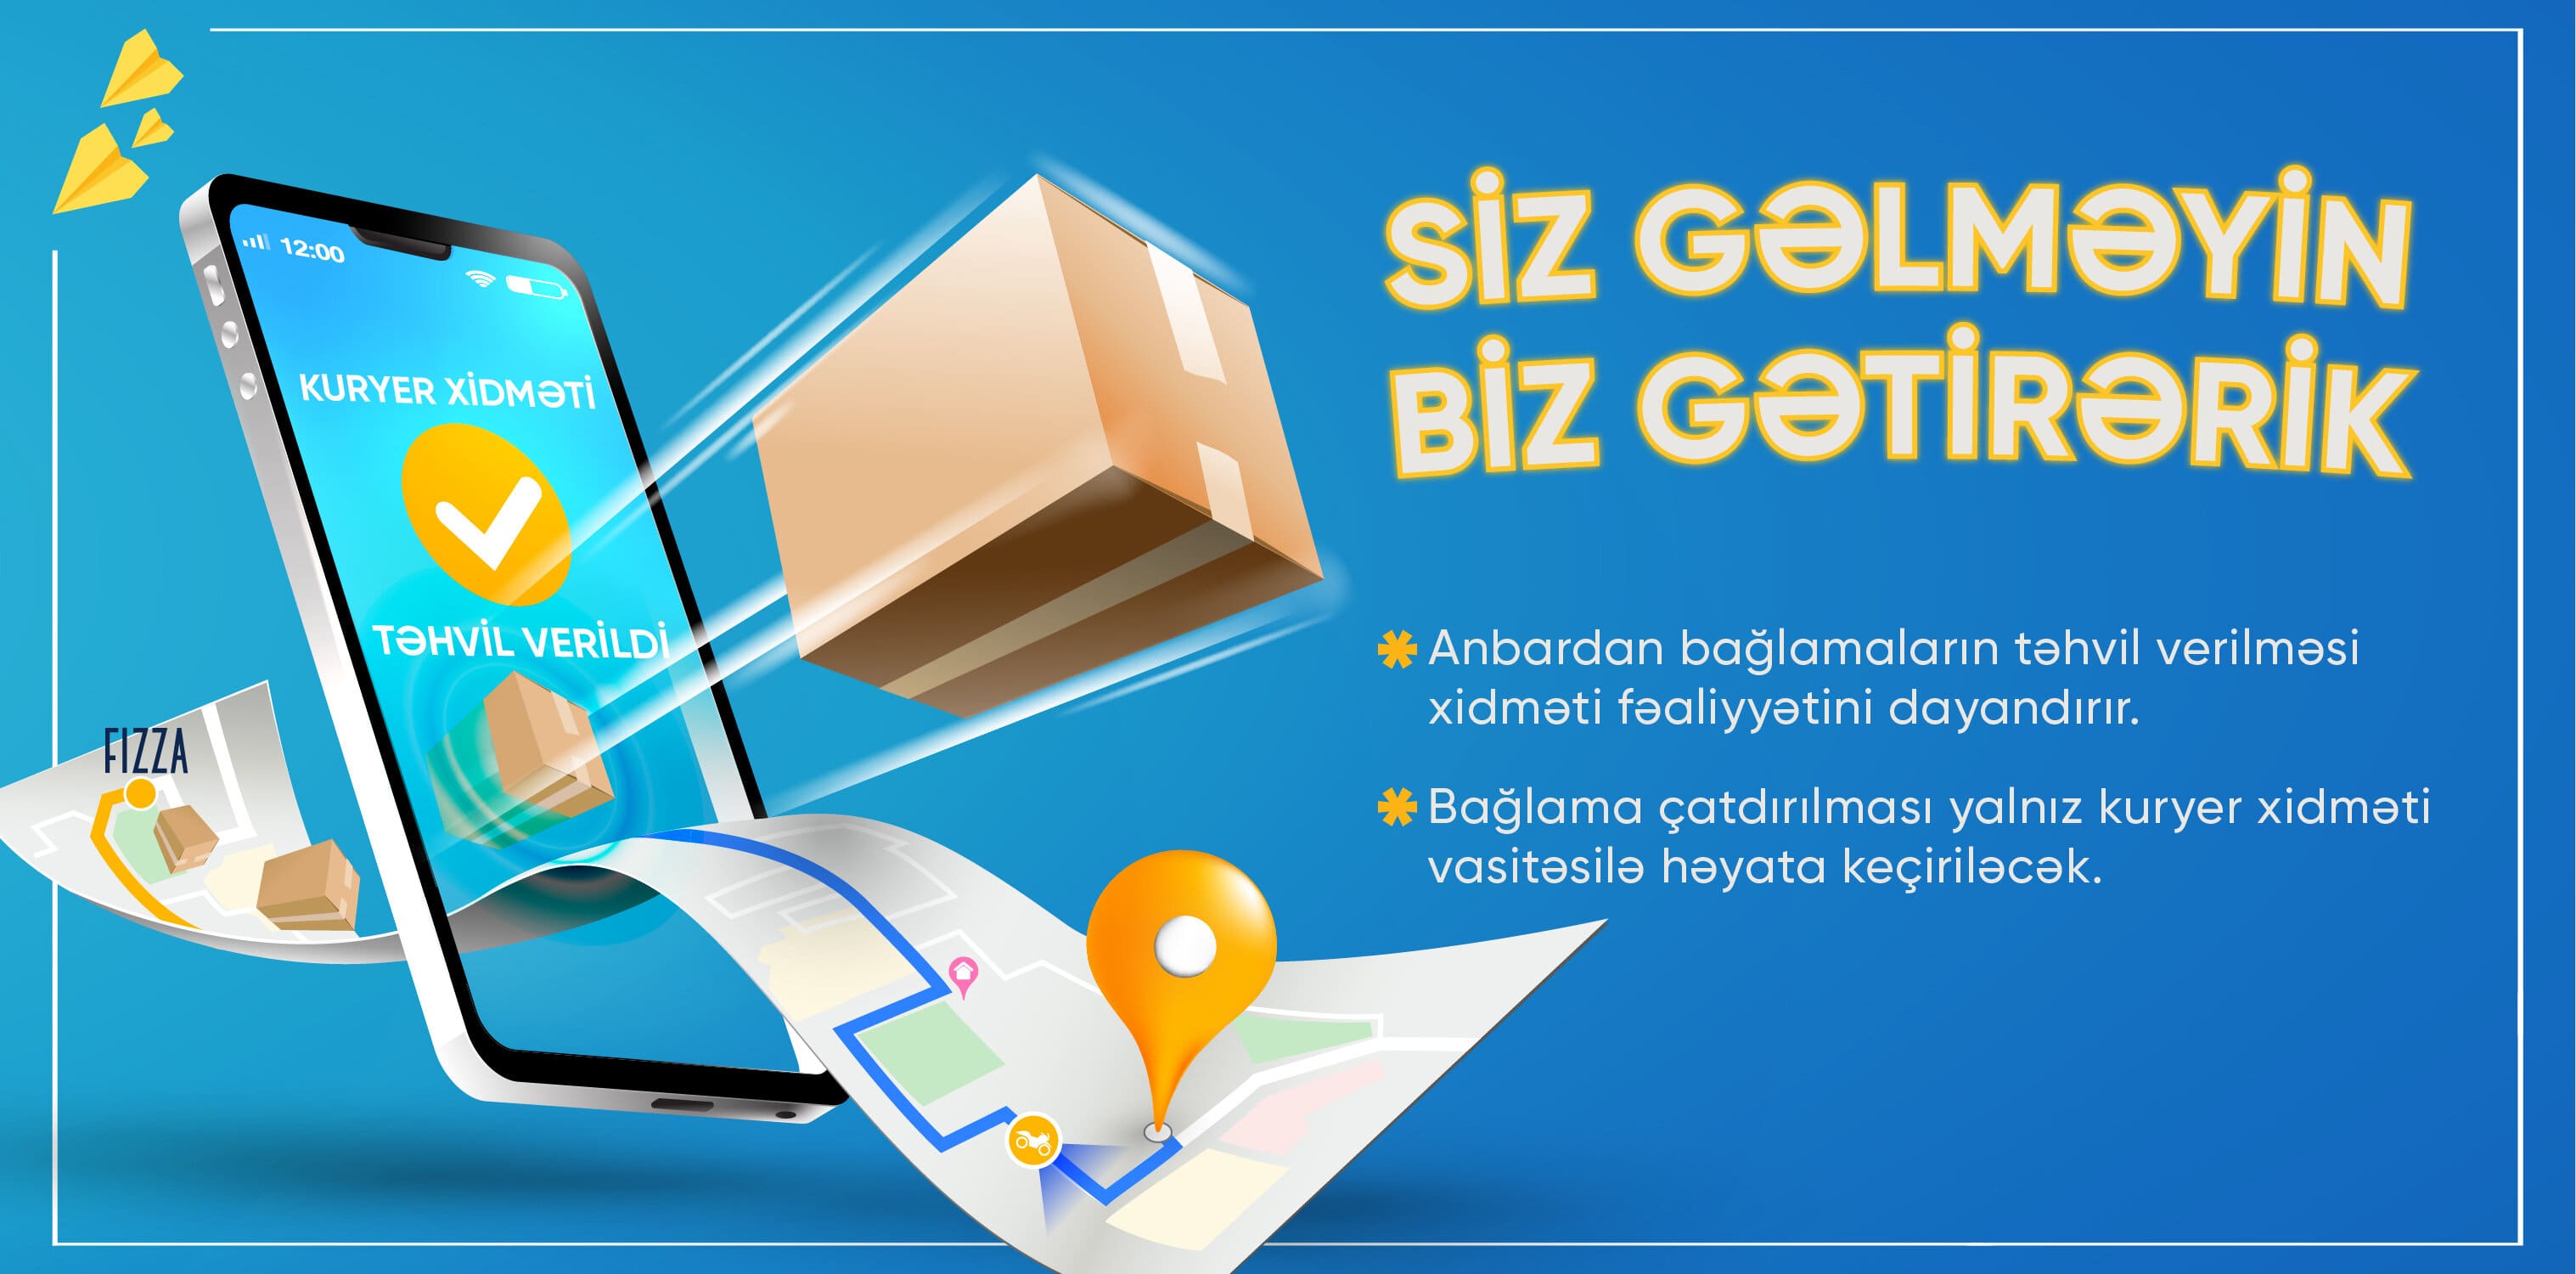 12:00
KURYER XİDMƏTİ
TƏHVİL VERİLDİ
FIZZA
SİZ GƏLMƏYİN
BİZ GƏTİRƏRİK
Anbardan bağlamaların təhvil verilməsi
xidməti fəaliyyətini dayandırır.
Bağlama çatdırılması yalnız kuryer xidməti
vasitəsilə həyata keçiriləcək.